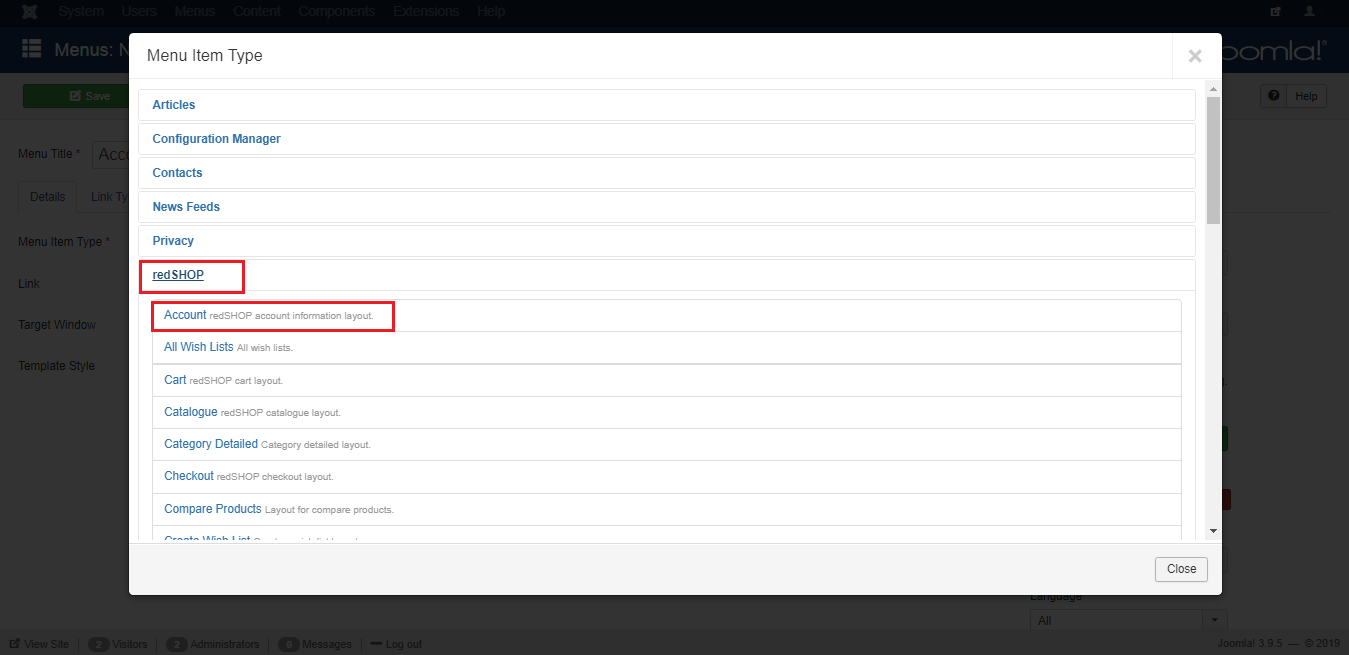 System Users Menus Content Components Extensions Help
Menus: N
Joomla!
Menu Item Type
×
Save
Help
Articles
Configuration Manager
Menu Title * Acco
Contacts
Details Link Ty
News Feeds
Menu Item Type *
Privacy
redSHOP
Link
Account redSHOP account information layout.
Target Window
All Wish Lists All wish lists.
Template Style
Cart redSHOP cart layout.
Catalogue redSHOP catalogue layout.
Category Detailed Category detailed layout.
Checkout redSHOP checkout layout.
Compare Products Layout for compare products.
Create Wish List
Close
Language
All
View Site 2 Visitors 2 Administrators 0 Messages Log out
Joomla! 3.9.5 — © 2019